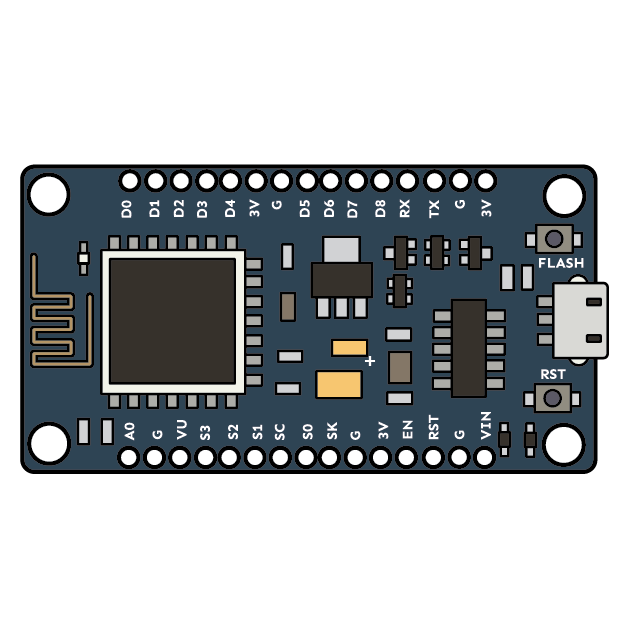 D0 D1 D2 D3 D4 3V G D5 D6 D7 D8 RX TX G 3V
FLASH
+
RST
A0 G VU S3 S2 S1 SC S0 SK G 3V EN RST G VIN